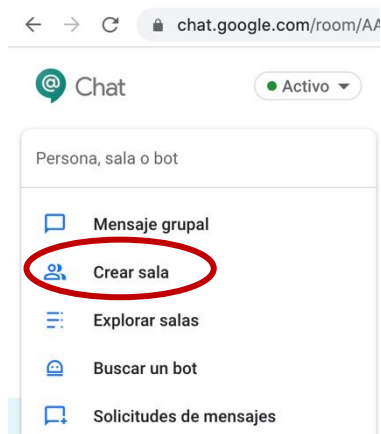 chat.google.com/room/AA
Chat
Activo
Persona, sala o bot
Mensaje grupal
Crear sala
Explorar salas
Buscar un bot
Solicitudes de mensajes